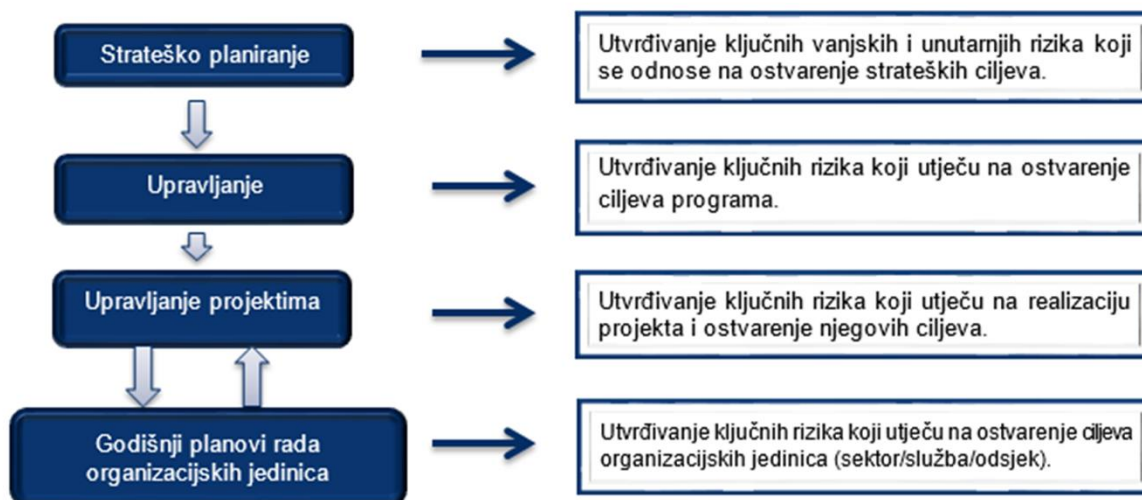 Strateško planiranje
Utvrđivanje ključnih vanjskih i unutarnjih rizika koji
se odnose na ostvarenje strateških ciljeva.
Upravljanje
Utvrđivanje ključnih rizika koji utječu na ostvarenje
ciljeva programa.
Upravljanje projektima
Utvrđivanje ključnih rizika koji utječu na realizaciju
projekta i ostvarenje njegovih ciljeva.
Godišnji planovi rada
organizacijskih jedinica
Utvrđivanje ključnih rizika koji utječu na ostvarenje ciljeva
organizacijskih jedinica (sektor/služba/odsjek).